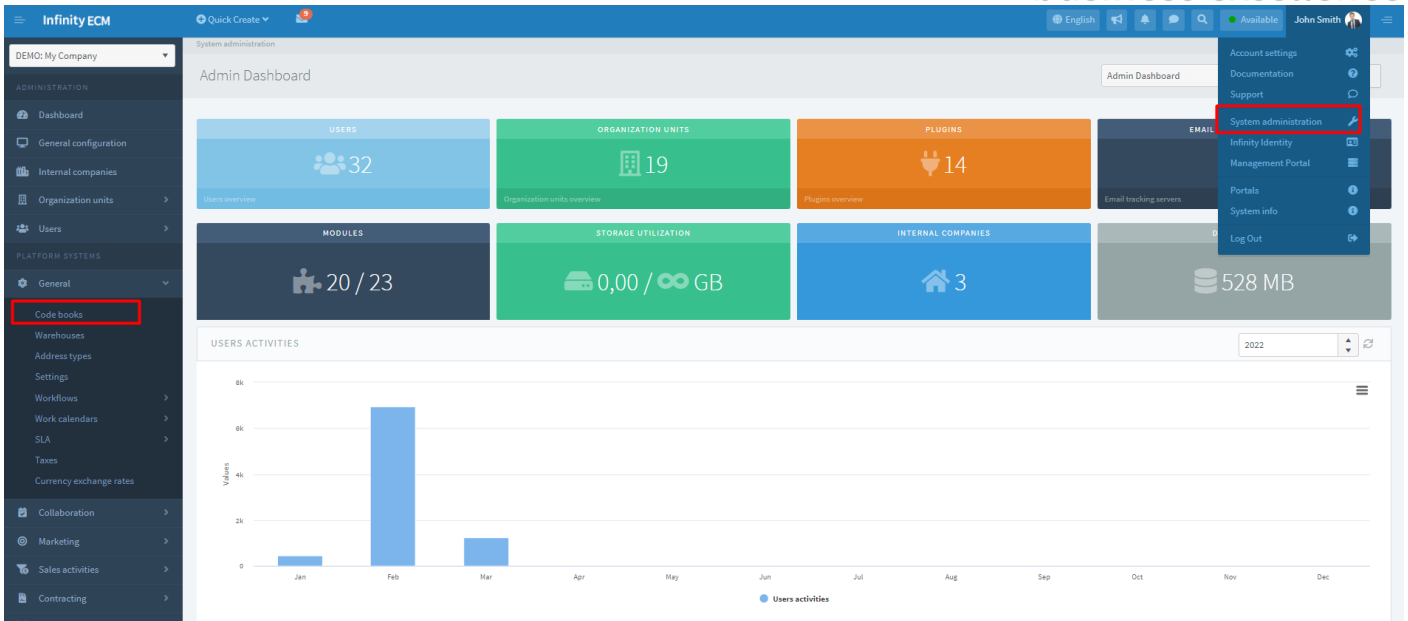 Infinity ECM
Quick Create
9
English
Available
John Smith
DEMO: My Company
ADMINISTRATION
Dashboard
General configuration
Internal companies
Organization units
Users
PLATFORM SYSTEMS
General
Code books
Warehouses
Address types
Settings
Workflows
Work calendars
SLA
Taxes
Currency exchange rates
Collaboration
Marketing
Sales activities
Contracting
System administration
Admin Dashboard
Admin Dashboard
Account settings
Documentation
Support
System administration
Infinity Identity
Management Portal
Portals
System info
Log Out
USERS
32
Users overview
ORGANIZATION UNITS
19
Organization units overview
PLUGINS
14
Plugins overview
EMAIL
Email tracking servers
MODULES
20 / 23
STORAGE UTILIZATION
0,00 / ∞ GB
INTERNAL COMPANIES
3
D
528 MB
USERS ACTIVITIES
2022
8k
6k
4k
2k
0
Values
Jan Feb Mar Apr May Jun Jul Aug Sep Oct Nov Dec
Users activities